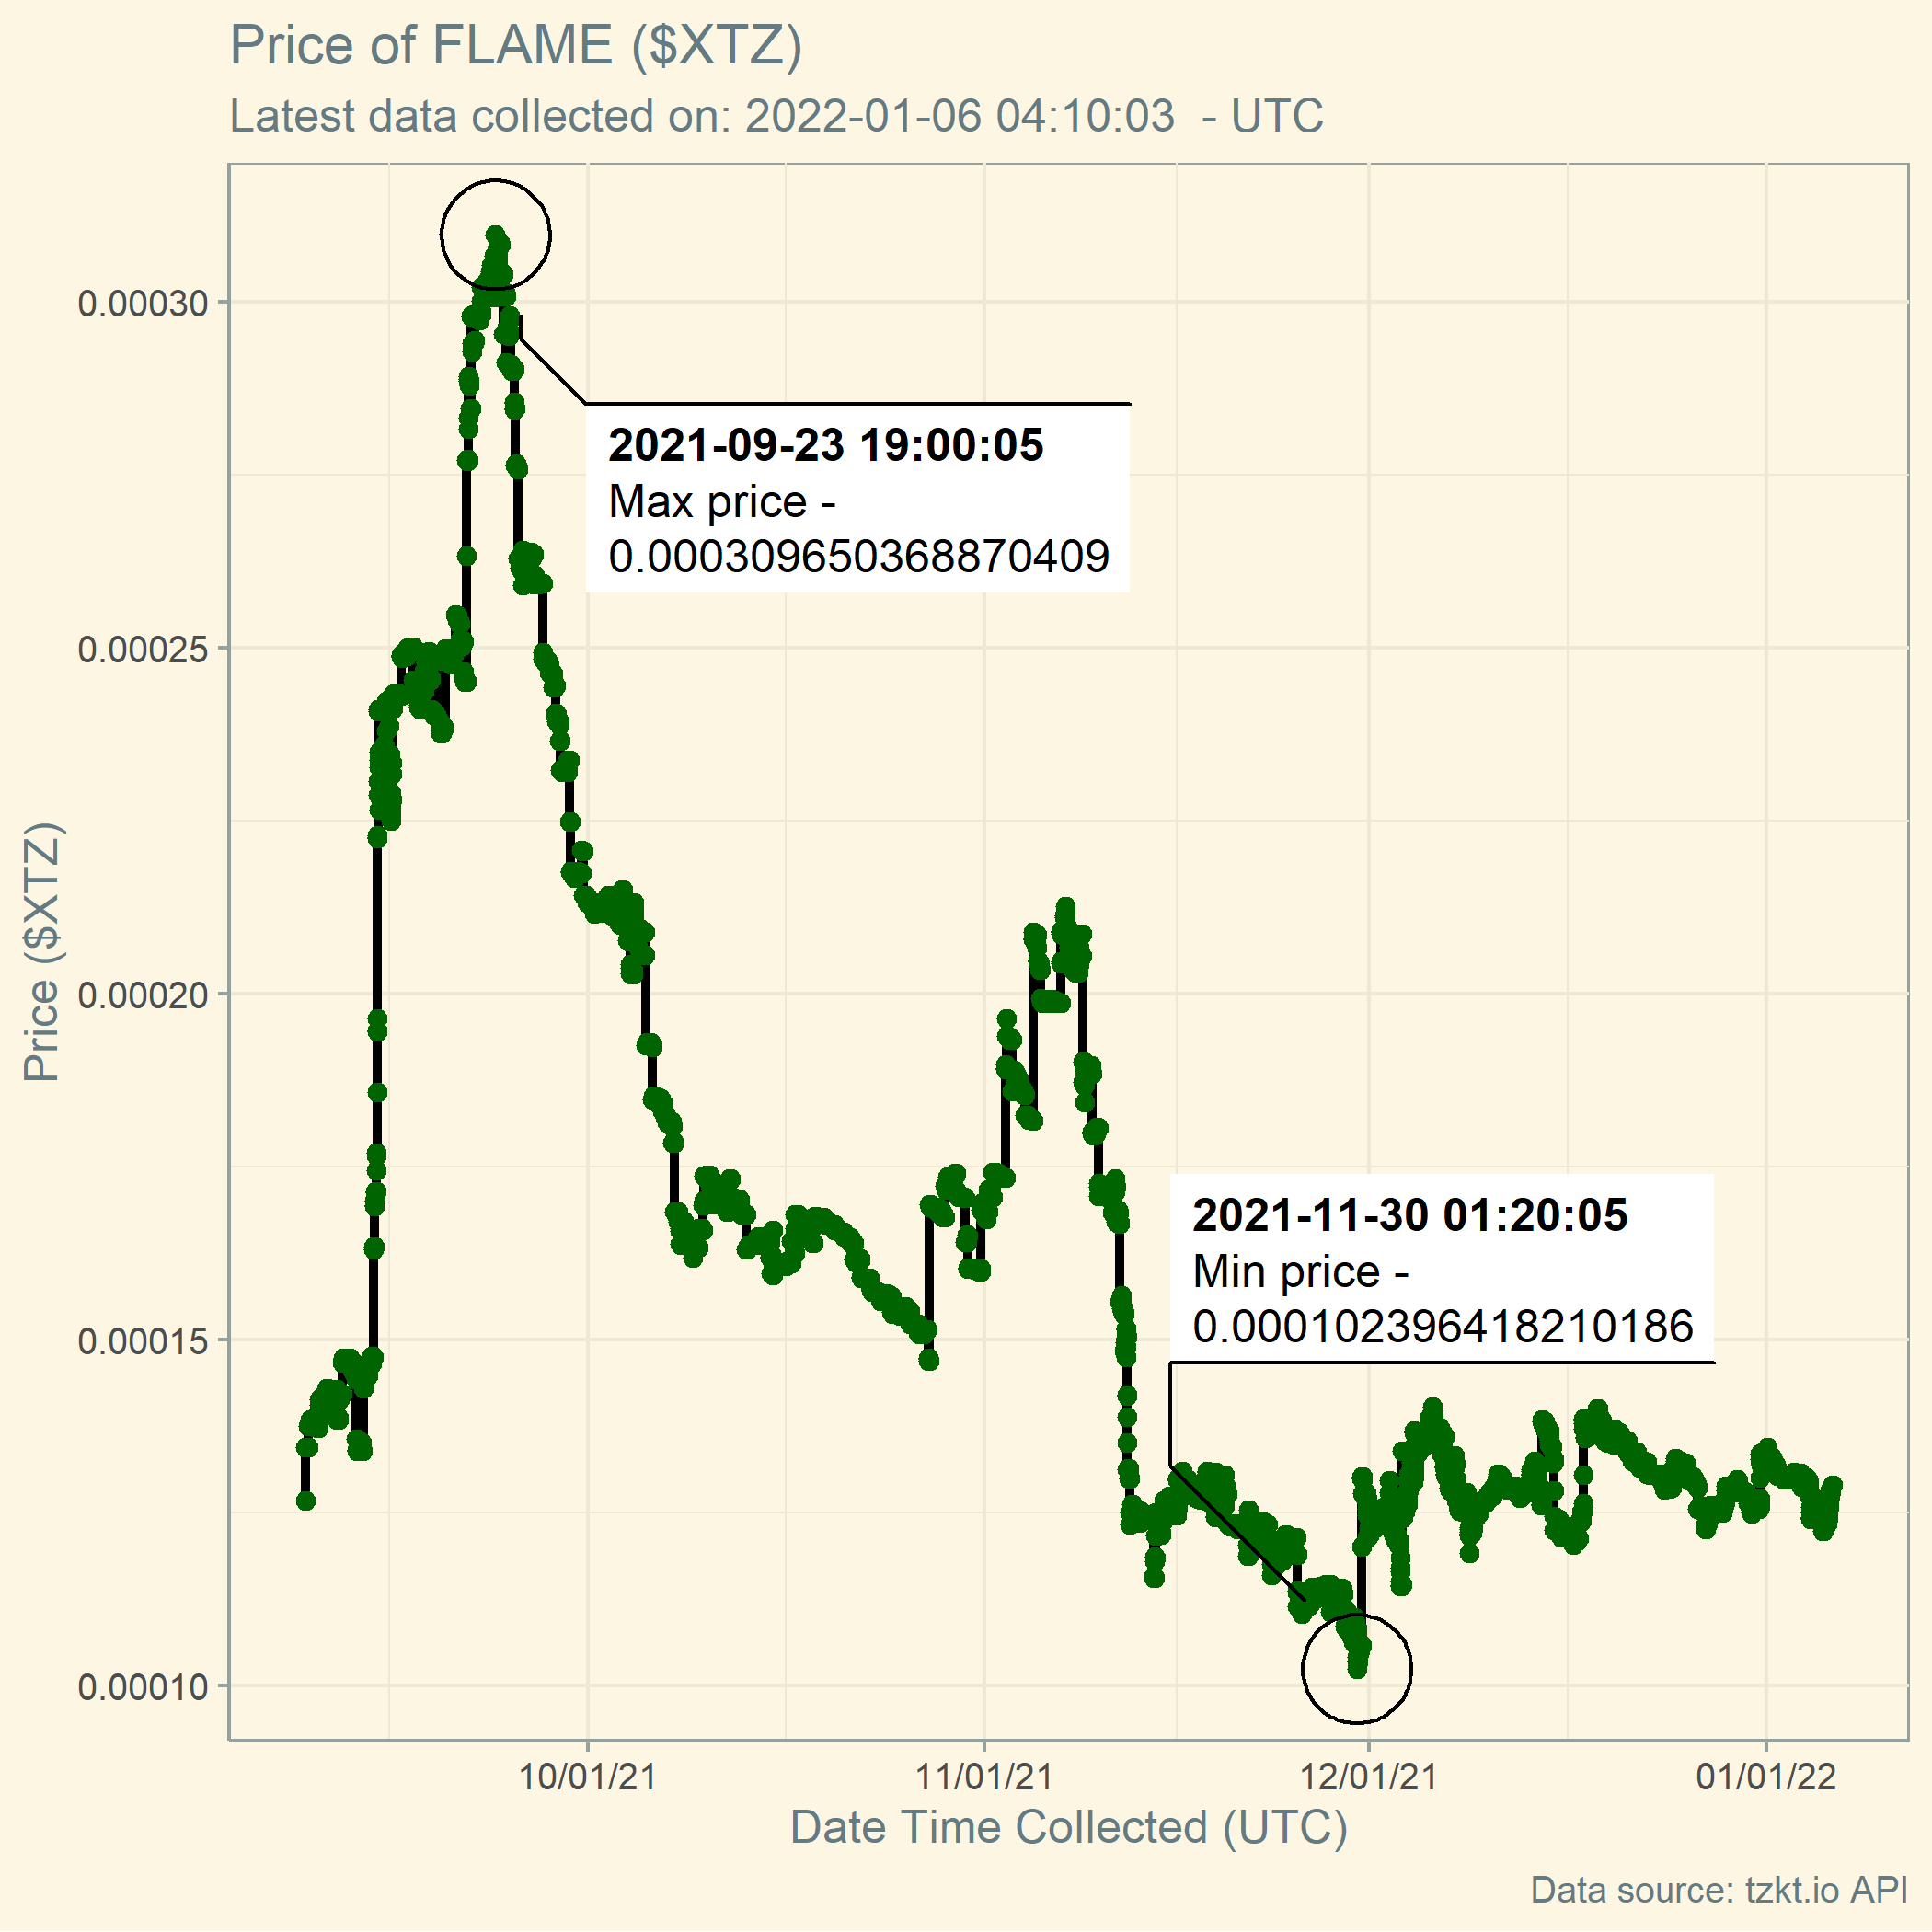 Price of FLAME ($XTZ)
Latest data collected on: 2022-01-06 04:10:03  - UTC
2021-09-23 19:00:05
Max price -
0.000309650368870409
2021-11-30 01:20:05
Min price -
0.000102396418210186
Price ($XTZ)
0.00030
0.00025
0.00020
0.00015
0.00010
10/01/21
11/01/21
12/01/21
01/01/22
Date Time Collected (UTC)
Data source: tzkt.io API